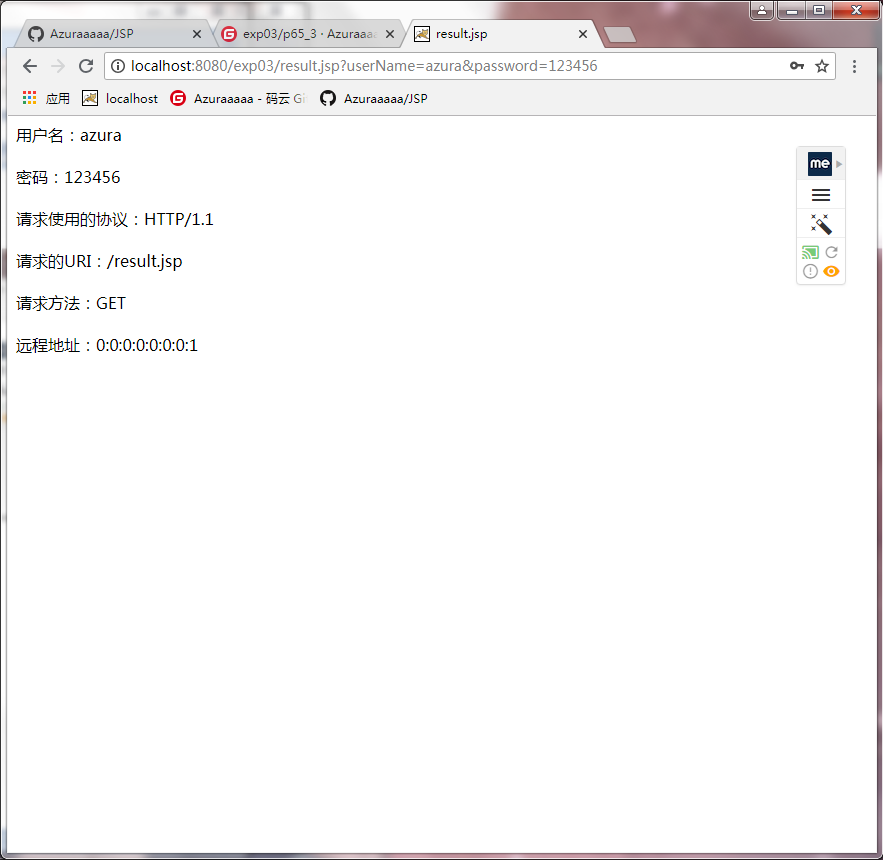 Azuraaaaa/JSP
exp03/p65_3 · Azuraaa
result.jsp
localhost:8080/exp03/result.jsp?userName=azura&password=123456
应用
localhost
Azuraaaaa - 码云 Gi
Azuraaaaa/JSP
用户名：azura
me
密码：123456
请求使用的协议：HTTP/1.1
请求的URI：/result.jsp
请求方法：GET
远程地址：0:0:0:0:0:0:0:1